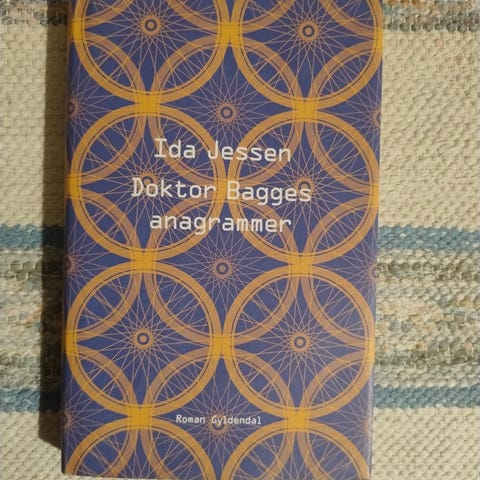 Ida Jessen
Doktor Bagges
anagrammer
Roman Gyldendal